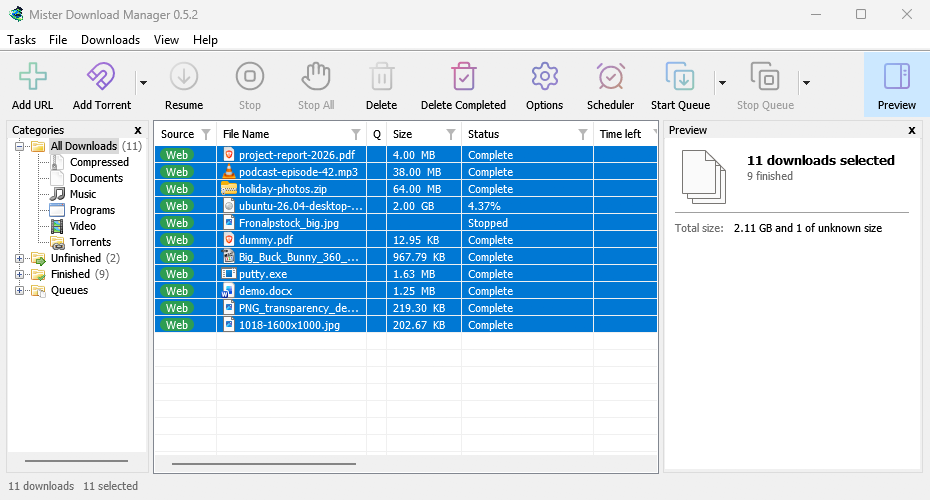 Mister Download Manager 0.5.2
Tasks File Downloads View Help
Add URL Add Torrent Resume Stop Stop All Delete Delete Completed Options Scheduler Start Queue Stop Queue Preview
Categories x
All Downloads (11)
Compressed
Documents
Music
Programs
Video
Torrents
Unfinished (2)
Finished (9)
Queues
Source File Name Q Size Status Time left
Web project-report-2026.pdf 4.00 MB Complete
Web podcast-episode-42.mp3 38.00 MB Complete
Web holiday-photos.zip 64.00 MB Complete
Web ubuntu-26.04-desktop-... 2.00 GB 4.37%
Web Fronalpstock_big.jpg Stopped
Web dummy.pdf 12.95 KB Complete
Web Big_Buck_Bunny_360_... 967.79 KB Complete
Web putty.exe 1.63 MB Complete
Web demo.docx 1.25 MB Complete
Web PNG_transparency_de... 219.30 KB Complete
Web 1018-1600x1000.jpg 202.67 KB Complete
Preview x
11 downloads selected
9 finished
Total size: 2.11 GB and 1 of unknown size
11 downloads 11 selected